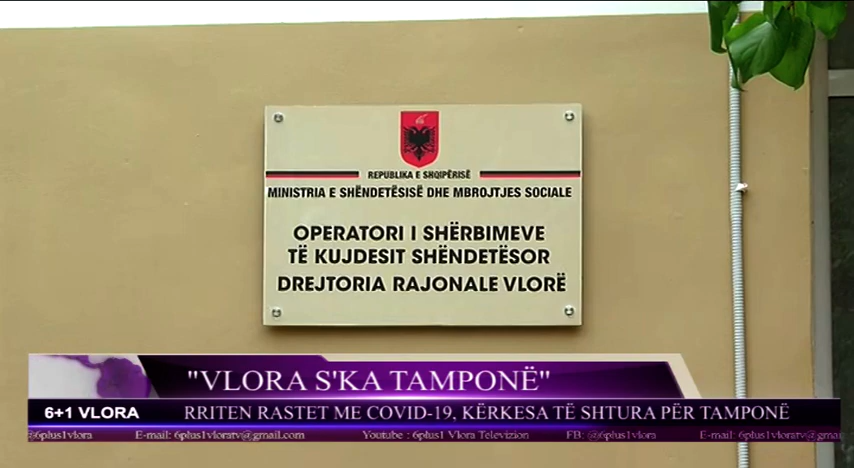 REPUBLIKA E SHQIPËRISË
MINISTRIA E SHËNDETËSISË DHE MBROJTJES SOCIALE
OPERATORI I SHËRBIMEVE
TË KUJDESIT SHËNDETËSOR
DREJTORIA RAJONALE VLORË
"VLORA S'KA TAMPONË"
6+1 VLORA RRITEN RASTET ME COVID-19, KËRKESA TË SHTURA PËR TAMPONË
@6plus1vlora E-mail: 6plus1vloratv@gmail.com Youtube : 6plus1 Vlora Televizion FB: @6plus1vlora E-mail: 6plus1vloratv@gmail.com